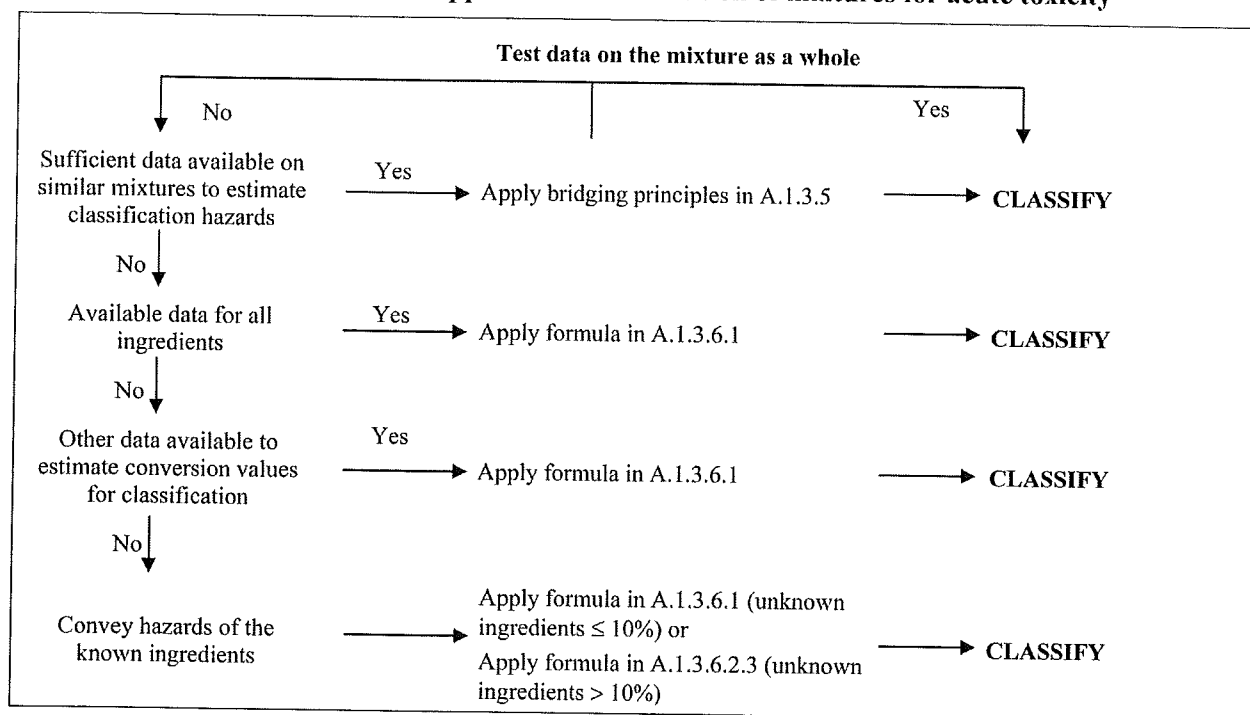 mixtures for acute toxicity
Test data on the mixture as a whole
No
Yes
Sufficient data available on
similar mixtures to estimate
classification hazards
Yes
Apply bridging principles in A.1.3.5
CLASSIFY
No
Available data for all
ingredients
Yes
Apply formula in A.1.3.6.1
CLASSIFY
No
Other data available to
estimate conversion values
for classification
Yes
Apply formula in A.1.3.6.1
CLASSIFY
No
Convey hazards of the
known ingredients
Apply formula in A.1.3.6.1 (unknown
ingredients ≤ 10%) or
Apply formula in A.1.3.6.2.3 (unknown
ingredients > 10%)
CLASSIFY